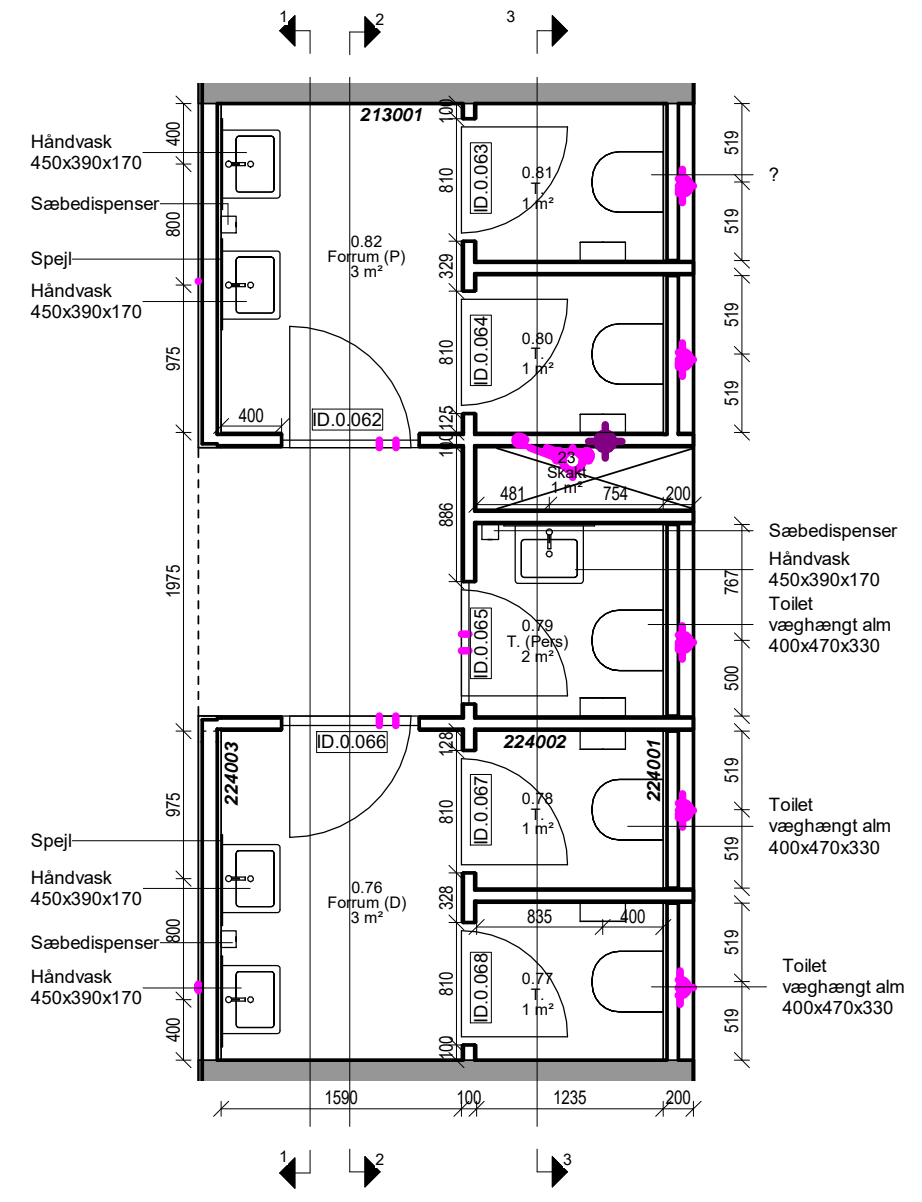 1
2
3
213001
100
400
Håndvask
450x390x170
ID.0.063
0.81
T.
1 m²
519
?
810
Sæbedispenser
800
519
Spejl
0.82
Forrum (P)
3 m²
329
Håndvask
450x390x170
519
ID.0.064
0.80
T.
1 m²
975
810
519
400
ID.0.062
125
100
23
Skakt
1 m²
481
754
200
886
Sæbedispenser
Håndvask
450x390x170
767
1975
Toilet
væghængt alm
400x470x330
ID.0.065
0.79
T. (Pers)
2 m²
500
ID.0.066
128
224002
224003
224001
519
ID.0.067
0.78
T.
1 m²
975
810
Toilet
væghængt alm
400x470x330
Spejl
519
Håndvask
450x390x170
0.76
Forrum (D)
3 m²
328
835
400
800
Sæbedispenser
519
Håndvask
450x390x170
ID.0.068
0.77
T.
1 m²
810
Toilet
væghængt alm
400x470x330
400
519
100
1590
100
1235
200
1
2
3